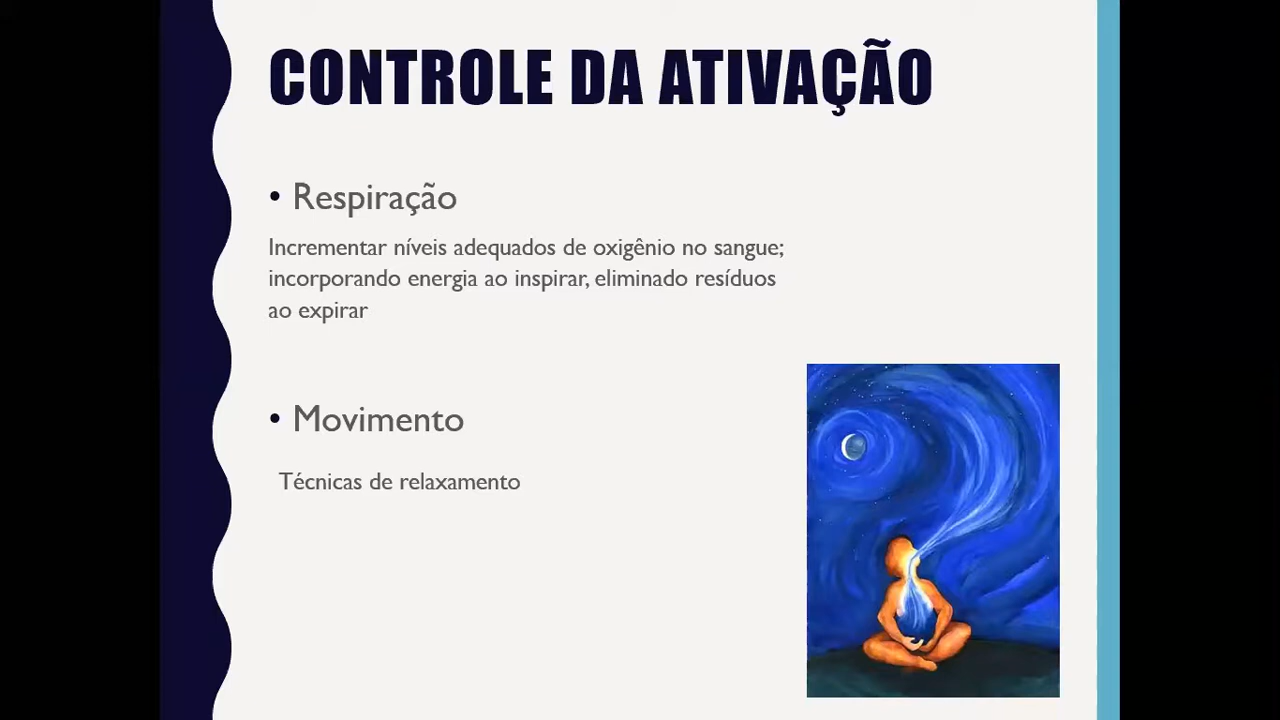 CONTROLE DA ATIVAÇÃO
• Respiração
Incrementar níveis adequados de oxigênio no sangue;
incorporando energia ao inspirar, eliminado resíduos
ao expirar
• Movimento
Técnicas de relaxamento